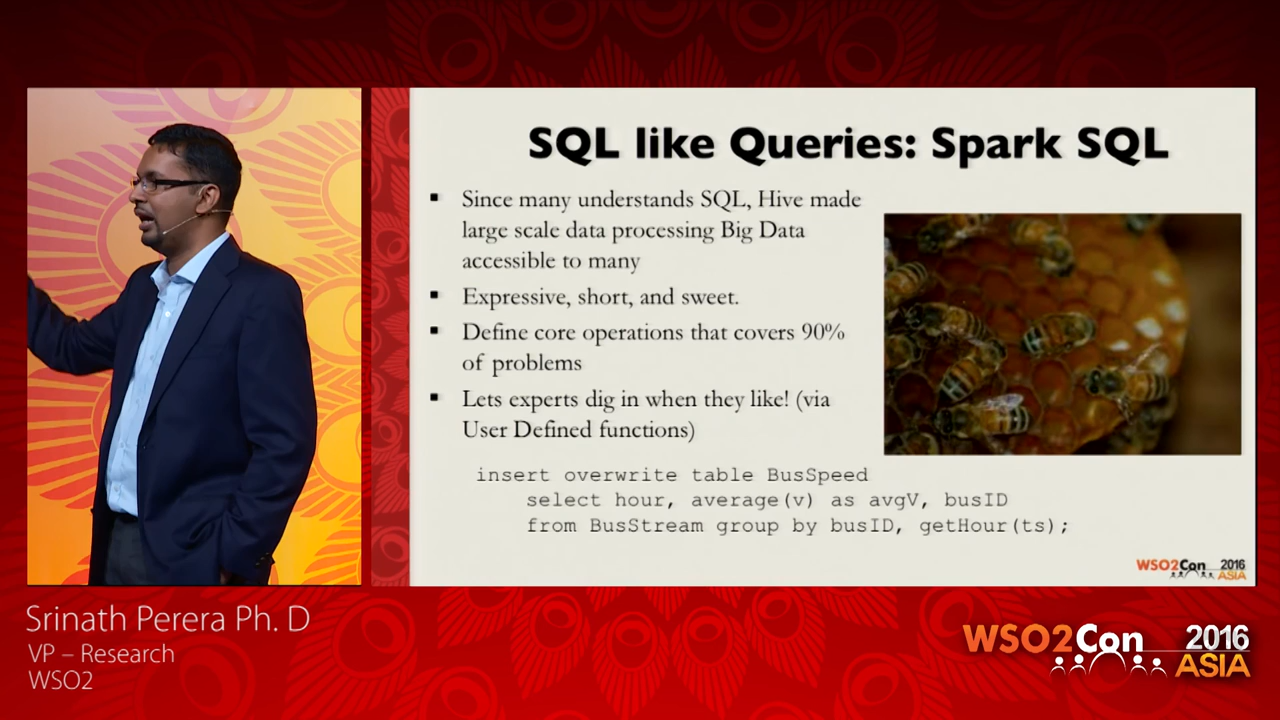 SQL like Queries: Spark SQL
▪ Since many understands SQL, Hive made
large scale data processing Big Data
accessible to many
▪ Expressive, short, and sweet.
▪ Define core operations that covers 90%
of problems
▪ Lets experts dig in when they like! (via
User Defined functions)
insert overwrite table BusSpeed
select hour, average(v) as avgV, busID
from BusStream group by busID, getHour(ts);
WSO2Con 2016
ASIA
Srinath Perera Ph. D
VP – Research
WSO2
WSO2Con 2016
ASIA